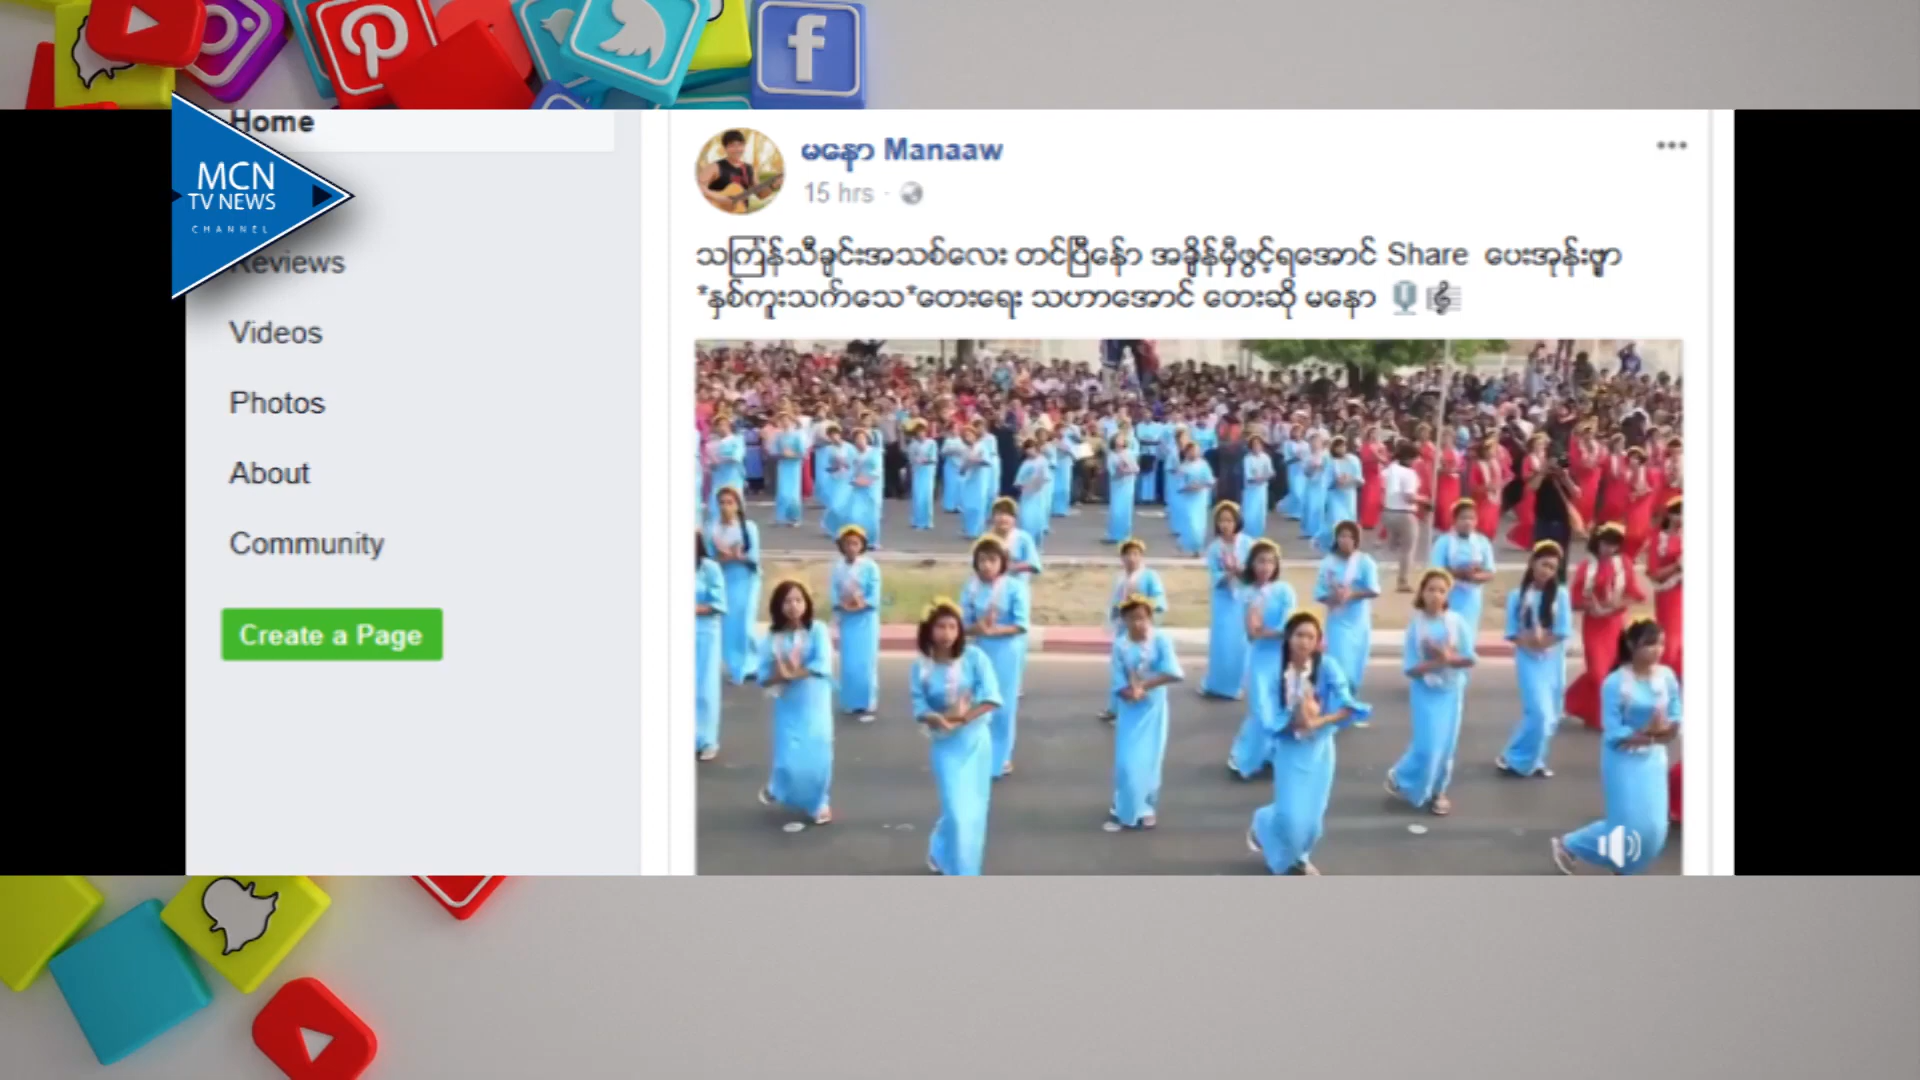 Home
MCN
TV NEWS
CHANNEL
Reviews
Videos
Photos
About
Community
Create a Page
မနော Manaaw
15 hrs ·
သင်္ကြန်သီချင်းအသစ်လေး တင်ပြီနော် အချိန်မှီဖွင့်ရအောင် Share ပေးအုန်းဗျာ
*နှစ်ကူးသက်သေ*တေးရေး သဟာအောင် တေးဆို မနော